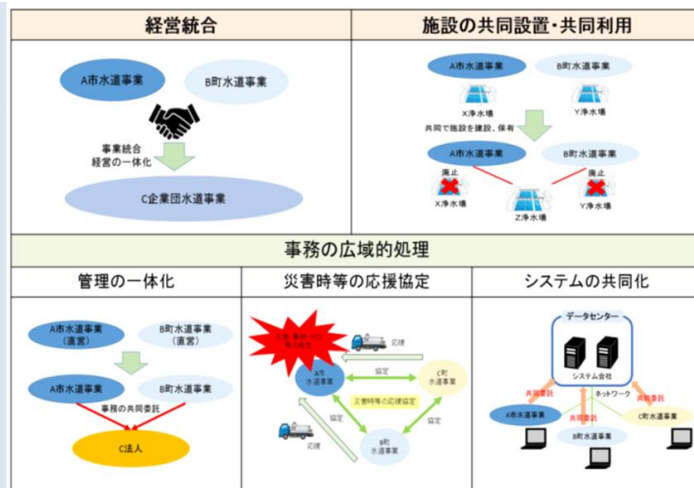 経営統合
施設の共同設置・共同利用
A市水道事業
B町水道事業
事業統合
経営の一体化
C企業団水道事業
A市水道事業
B町水道事業
X浄水場
Y浄水場
共同で施設を建設、保有
A市水道事業
B町水道事業
廃止
廃止
X浄水場
Z浄水場
Y浄水場
事務の広域的処理
管理の一体化
災害時等の応援協定
システムの共同化
A市水道事業
(直営)
B町水道事業
(直営)
A市水道事業
B町水道事業
事務の共同委託
C法人
応援
A市
水道事業
協定
C町
水道事業
災害時等の応援協定
協定
協定
応援
B町
水道事業
データセンター
システム会社
ネットワーク
共同委託
共同委託
共同委託
A市水道事業
C町水道事業
B町水道事業